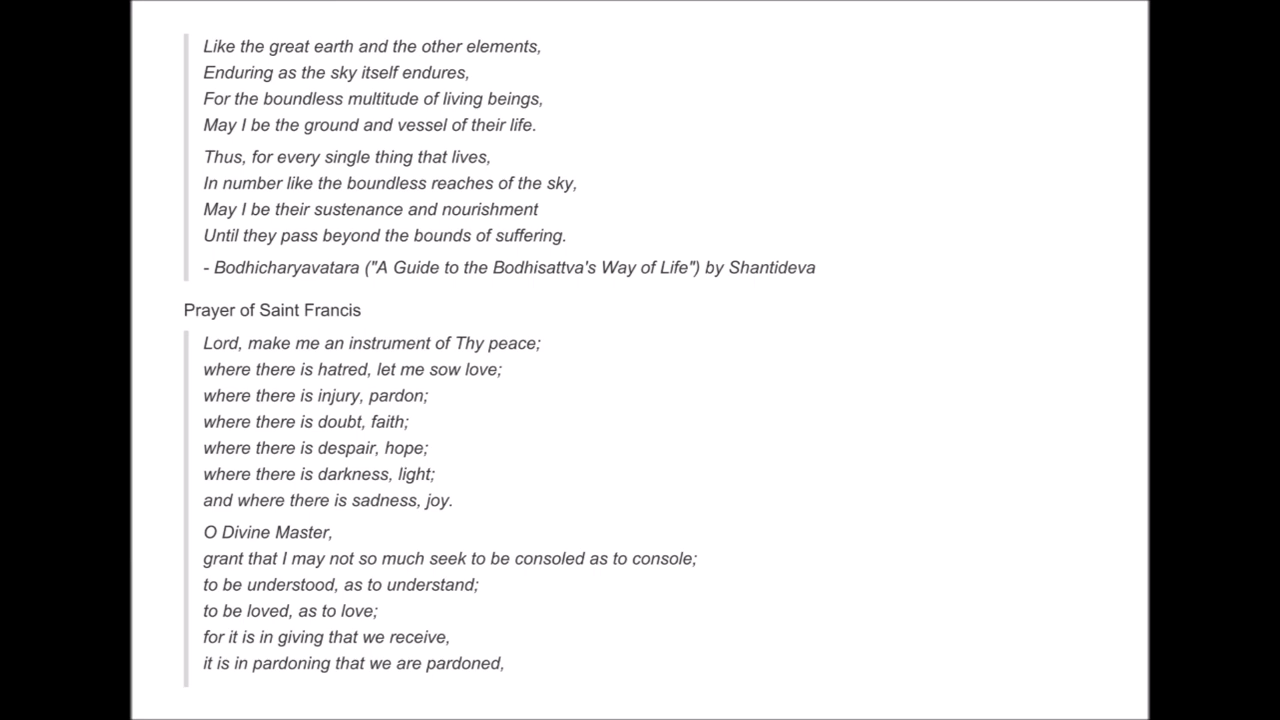 Like the great earth and the other elements,
Enduring as the sky itself endures,
For the boundless multitude of living beings,
May I be the ground and vessel of their life.
Thus, for every single thing that lives,
In number like the boundless reaches of the sky,
May I be their sustenance and nourishment
Until they pass beyond the bounds of suffering.
- Bodhicharyavatara ("A Guide to the Bodhisattva's Way of Life") by Shantideva
Prayer of Saint Francis
Lord, make me an instrument of Thy peace;
where there is hatred, let me sow love;
where there is injury, pardon;
where there is doubt, faith;
where there is despair, hope;
where there is darkness, light;
and where there is sadness, joy.
O Divine Master,
grant that I may not so much seek to be consoled as to console;
to be understood, as to understand;
to be loved, as to love;
for it is in giving that we receive,
it is in pardoning that we are pardoned,